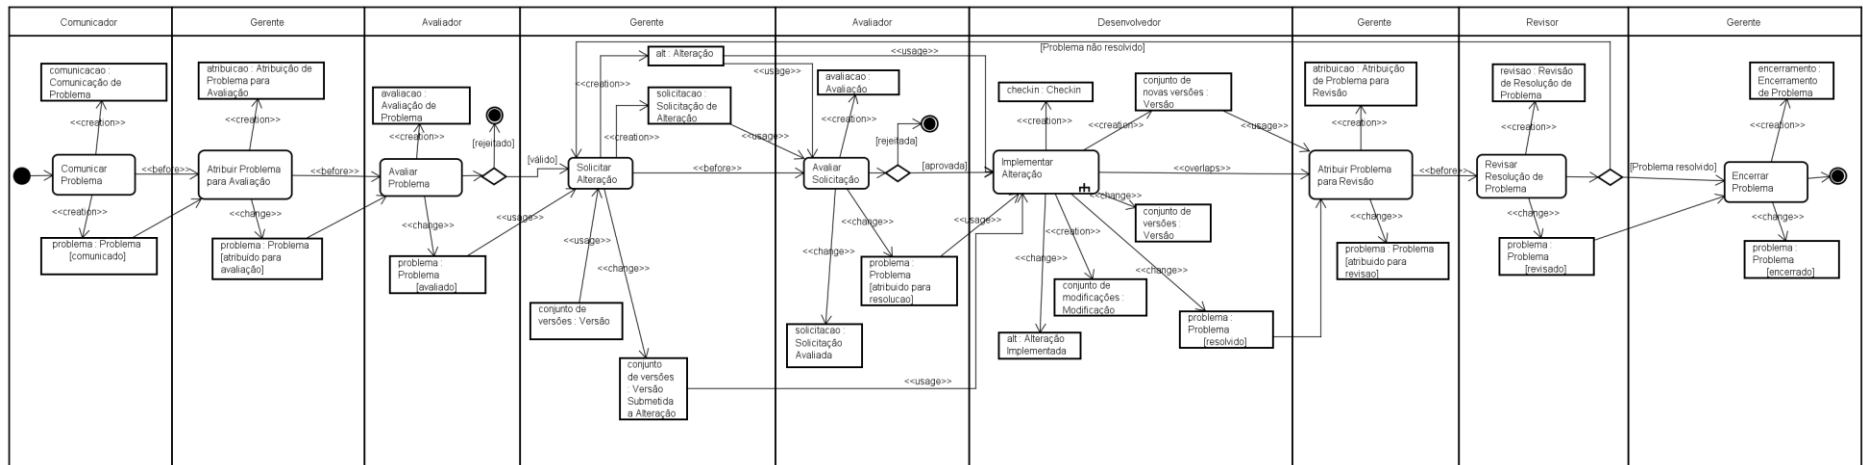 Comunicador
Gerente
Avaliador
Gerente
Avaliador
Desenvolvedor
Gerente
Revisor
Gerente
comunicacao :
Comunicação de
Problema
<<creation>>
Comunicar
Problema
<<before>>
<<creation>>
problema : Problema
[comunicado]
atribuicao : Atribuição de
Problema para
Avaliação
<<creation>>
Atribuir Problema
para Avaliação
<<before>>
<<change>>
problema : Problema
[atribuído para
avaliação]
avaliacao :
Avaliação de
Problema
<<creation>>
[rejeitado]
Avaliar
Problema
[válido]
<<change>>
problema :
Problema
[avaliado]
<<usage>>
alt : Alteração
<<usage>>
<<usage>>
[Problema não resolvido]
<<creation>>
solicitacao :
Solicitação de
Alteração
<<creation>>
<<usage>>
Solicitar
Alteração
<<before>>
<<usage>>
<<change>>
conjunto de
versões : Versão
conjunto
de versões
: Versão
Submetida
a Alteração
<<usage>>
avaliacao :
Avaliação
<<creation>>
[rejeitada]
Avaliar
Solicitação
[aprovada]
<<change>>
<<change>>
problema :
Problema
[atribuido para
resolucao]
<<usage>>
solicitacao :
Solicitação
Avaliada
checkin : Checkin
<<creation>>
conjunto de
novas versões :
Versão
<<creation>>
<<usage>>
Implementar
Alteração
<<overlaps>>
<<change>>
conjunto de
versões :
Versão
<<creation>>
<<change>>
<<change>>
conjunto de
modificações :
Modificação
alt : Alteração
Implementada
problema :
Problema
[resolvido]
atribuicao : Atribuição
de Problema para
Revisão
<<creation>>
Atribuir Problema
para Revisão
<<before>>
<<change>>
problema : Problema
[atribuido para
revisao]
revisao : Revisão
de Resolução de
Problema
<<creation>>
Revisar
Resolução de
Problema
[Problema resolvido]
<<change>>
problema :
Problema
[revisado]
encerramento :
Encerramento
de Problema
<<creation>>
Encerrar
Problema
<<change>>
problema :
Problema
[encerrado]